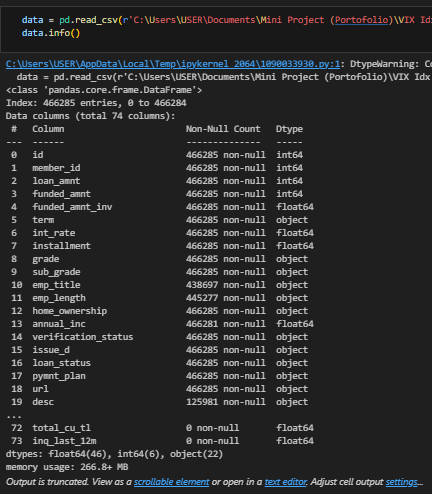 data = pd.read_csv(r'C:\Users\USER\Documents\Mini Project (Portofolio)\VIX Id
data.info()
C:\Users\USER\AppData\Local\Temp\ipykernel_2064\1090033930.py:1: DtypeWarning: Co
data = pd.read_csv(r'C:\Users\USER\Documents\Mini Project (Portofolio)\VIX Idx
<class 'pandas.core.frame.DataFrame'>
Index: 466285 entries, 0 to 466284
Data columns (total 74 columns):
# Column Non-Null Count Dtype
--- ------ -------------- -----
0 id 466285 non-null int64
1 member_id 466285 non-null int64
2 loan_amnt 466285 non-null int64
3 funded_amnt 466285 non-null int64
4 funded_amnt_inv 466285 non-null float64
5 term 466285 non-null object
6 int_rate 466285 non-null float64
7 installment 466285 non-null float64
8 grade 466285 non-null object
9 sub_grade 466285 non-null object
10 emp_title 438697 non-null object
11 emp_length 445277 non-null object
12 home_ownership 466285 non-null object
13 annual_inc 466281 non-null float64
14 verification_status 466285 non-null object
15 issue_d 466285 non-null object
16 loan_status 466285 non-null object
17 pymnt_plan 466285 non-null object
18 url 466285 non-null object
19 desc 125981 non-null object
...
72 total_cu_tl 0 non-null float64
73 inq_last_12m 0 non-null float64
dtypes: float64(46), int64(6), object(22)
memory usage: 266.8+ MB
Output is truncated. View as a scrollable element or open in a text editor. Adjust cell output settings...